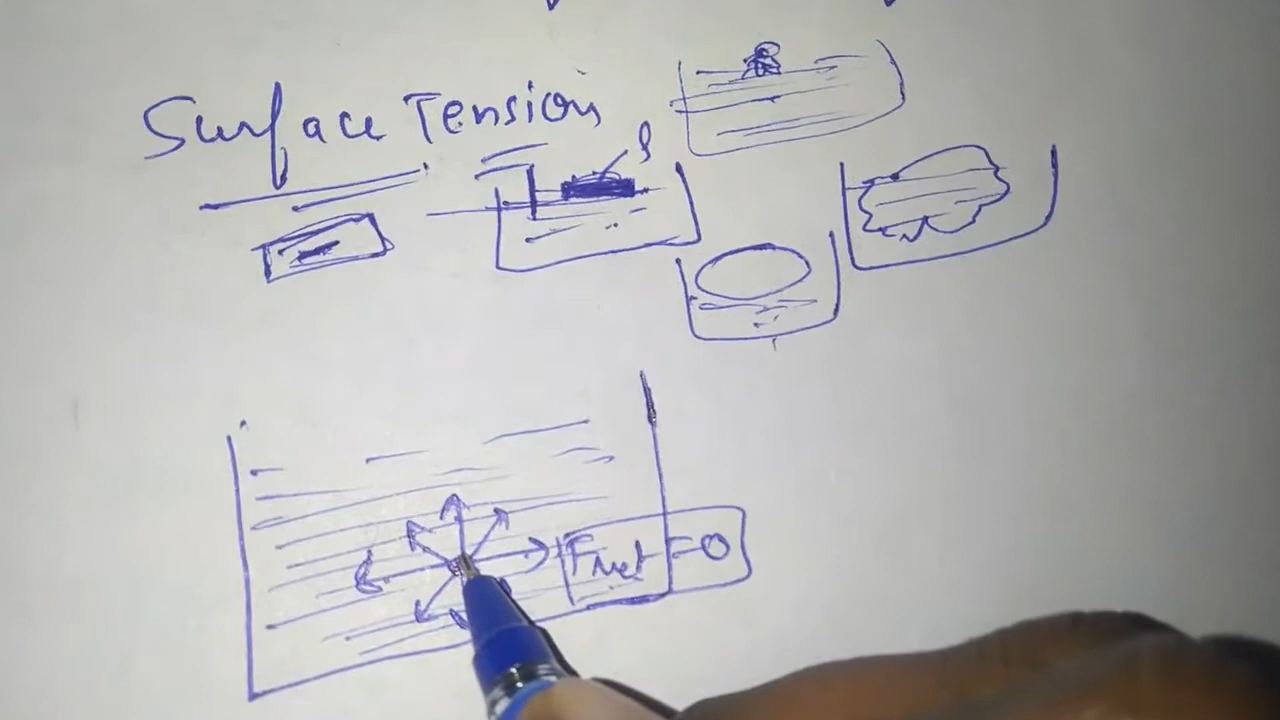 Surface Tension
Fnet = 0